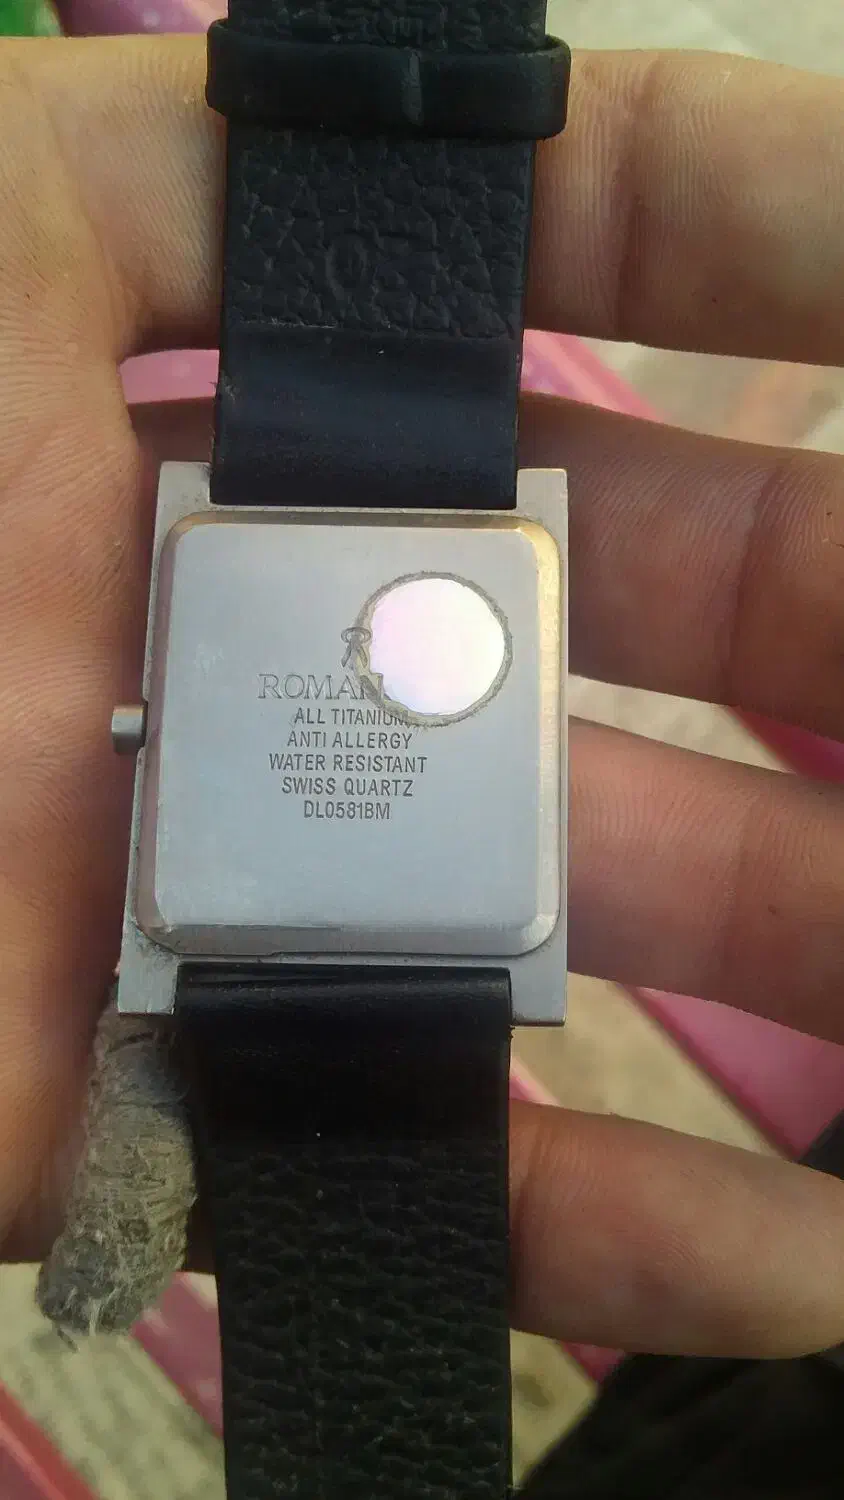 ROMAN
ALL TITANIUM
ANTI ALLERGY
WATER RESISTANT
SWISS QUARTZ
DL0581BM